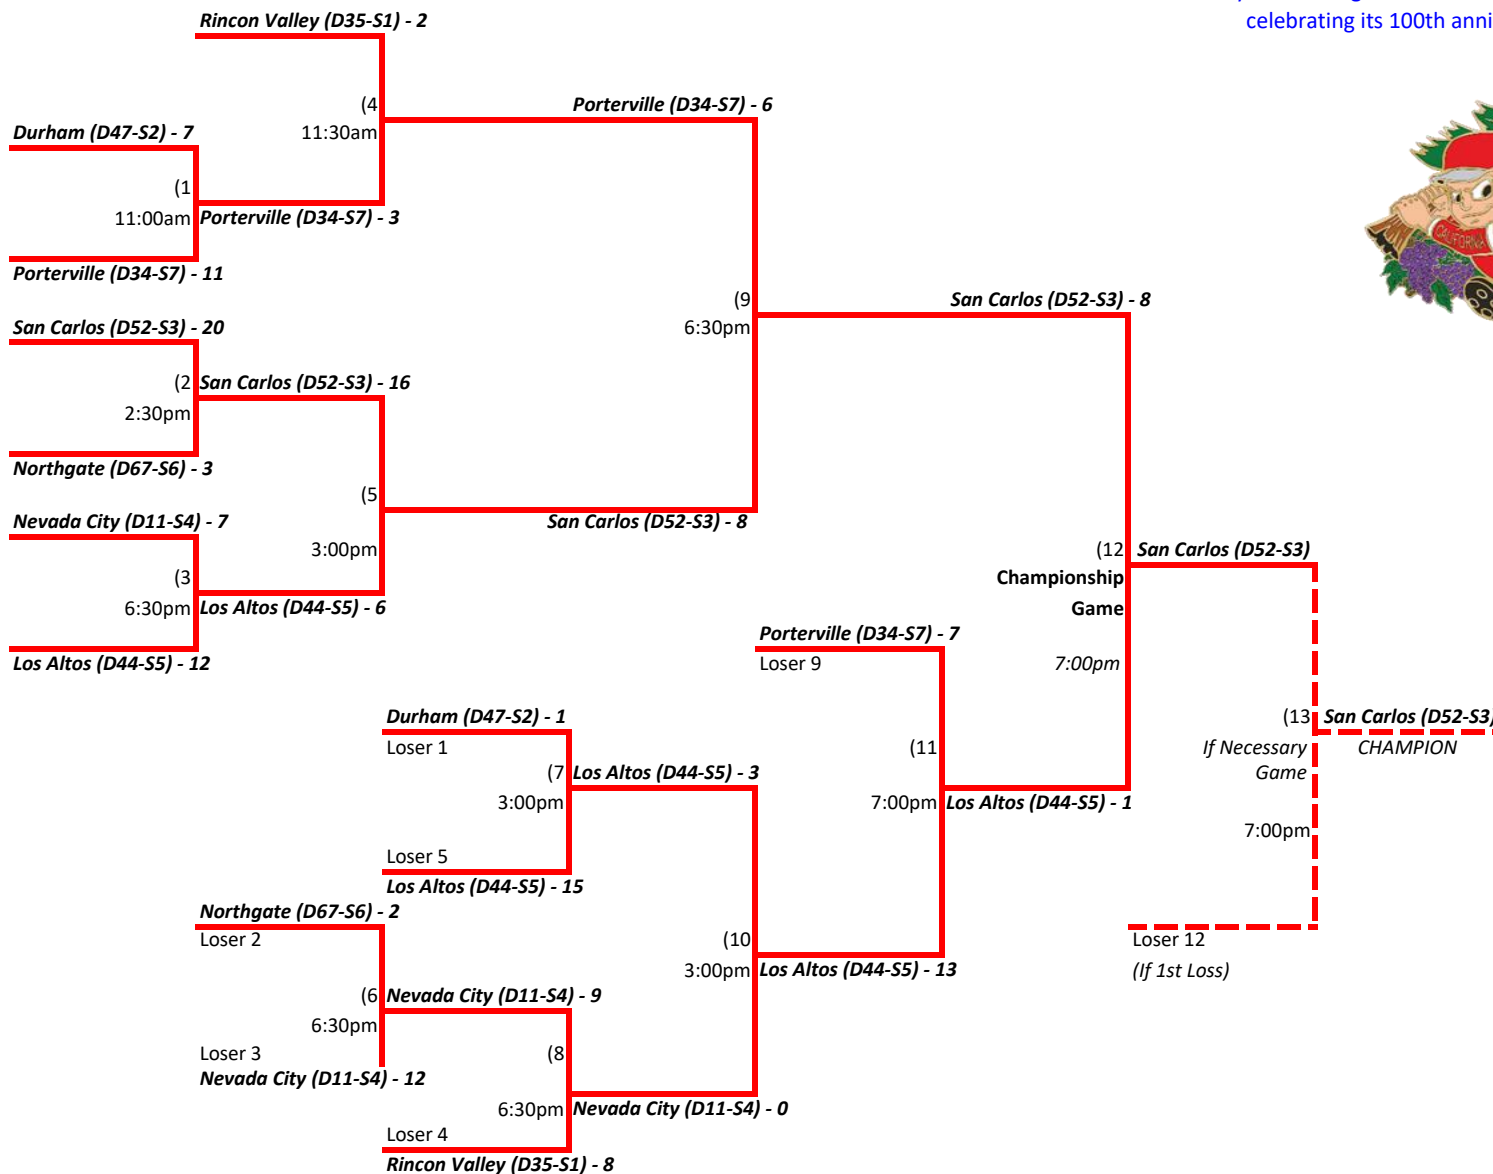 celebrating its 100th anni
Rincon Valley (D35-S1) - 2
(4
11:30am
Porterville (D34-S7) - 6
Durham (D47-S2) - 7
(1
11:00am
Porterville (D34-S7) - 3
Porterville (D34-S7) - 11
CALIFORNIA
San Carlos (D52-S3) - 20
(9
6:30pm
San Carlos (D52-S3) - 8
(2
2:30pm
San Carlos (D52-S3) - 16
Northgate (D67-S6) - 3
(5
3:00pm
San Carlos (D52-S3) - 8
Nevada City (D11-S4) - 7
(3
6:30pm
Los Altos (D44-S5) - 6
Los Altos (D44-S5) - 12
(12
Championship
Game
7:00pm
San Carlos (D52-S3)
Porterville (D34-S7) - 7
Loser 9
(13
If Necessary
Game
7:00pm
San Carlos (D52-S3)
CHAMPION
Durham (D47-S2) - 1
Loser 1
(7
3:00pm
Los Altos (D44-S5) - 3
(11
7:00pm
Los Altos (D44-S5) - 1
Loser 5
Los Altos (D44-S5) - 15
Northgate (D67-S6) - 2
Loser 2
(10
3:00pm
Los Altos (D44-S5) - 13
Loser 12
(If 1st Loss)
(6
6:30pm
Nevada City (D11-S4) - 9
Loser 3
Nevada City (D11-S4) - 12
(8
6:30pm
Nevada City (D11-S4) - 0
Loser 4
Rincon Valley (D35-S1) - 8